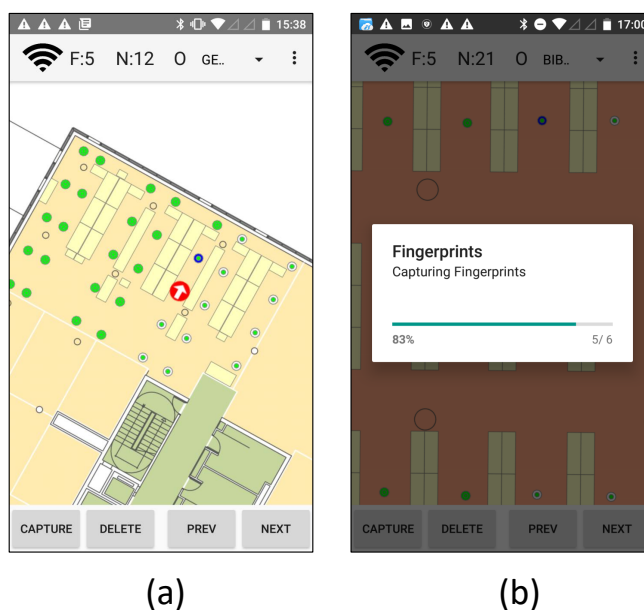 15:38
F:5 N:12 O GE..
CAPTURE DELETE PREV NEXT
(a)
17:00
F:5 N:21 O BIB..
Fingerprints
Capturing Fingerprints
83% 5/ 6
CAPTURE DELETE PREV NEXT
(b)